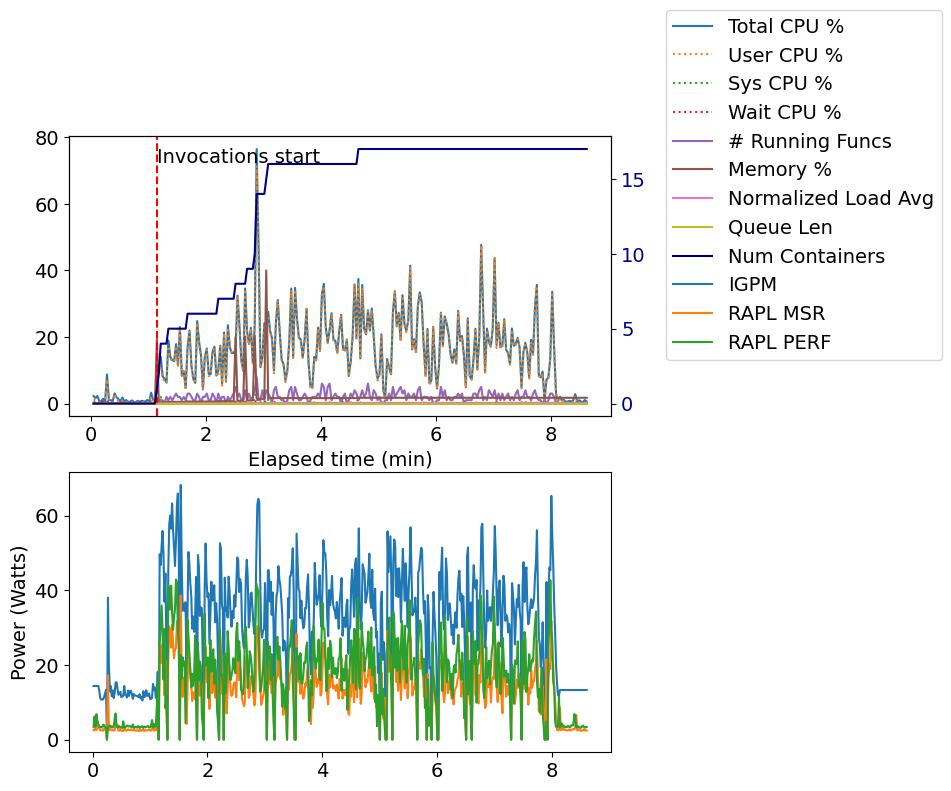 Total CPU %
User CPU %
Sys CPU %
Wait CPU %
# Running Funcs
Memory %
Normalized Load Avg
Queue Len
Num Containers
IGPM
RAPL MSR
RAPL PERF
Invocations start
80
60
40
20
0
15
10
5
0
0 2 4 6 8
Elapsed time (min)
Power (Watts)
60
40
20
0
0 2 4 6 8